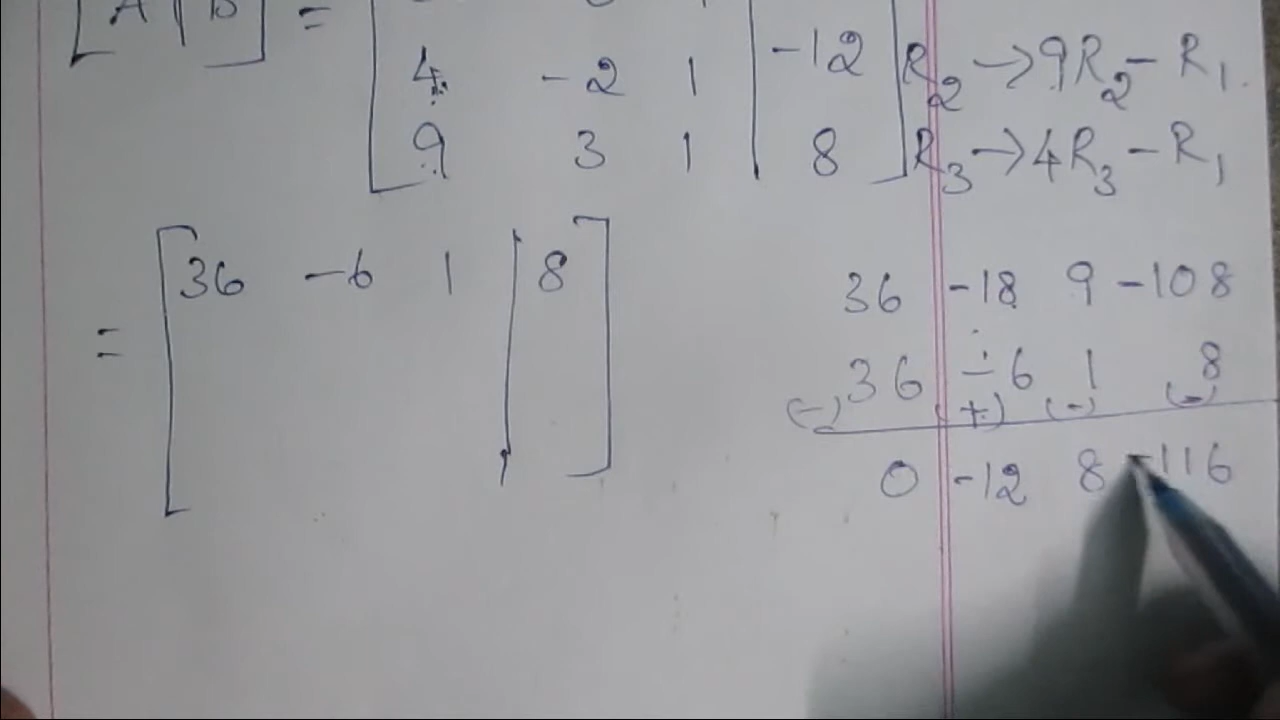 [A | B] =
4 -2 1 | -12 R2 → 9R2 - R1
9 3 1 | 8 R3 → 4R3 - R1
= [36 -6 1 | 8]
36 -18 9 -108
36 -6 1 8
(-) (+) (-) (-)
0 -12 8 -116